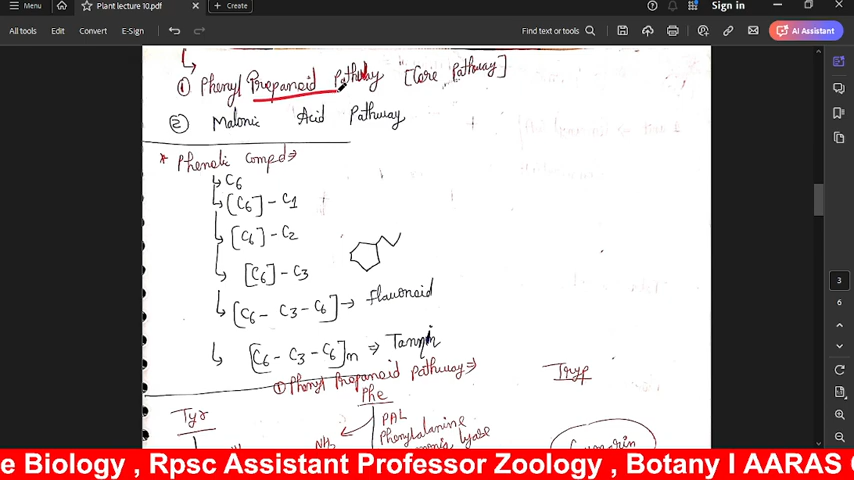 Menu
Plant lecture 10.pdf
Create
Sign in
All tools
Edit
Convert
E-Sign
Find text or tools
AI Assistant
① Phenyl Propanoid Pathway [Core Pathway]
② Malonic Acid Pathway
* Phenolic Compd ⇒
C6
[C6] - C1
[C6] - C2
[C6] - C3
[C6 - C3 - C6] → Flavonoid
[C6 - C3 - C6]n ⇒ Tannin
① Phenyl Propanoid Pathway ⇒
Tryp
Phe
Tyr
PAL
Phenylalanine
NH3
lyase
3
6
e Biology , Rpsc Assistant Professor Zoology , Botany I AARAS C